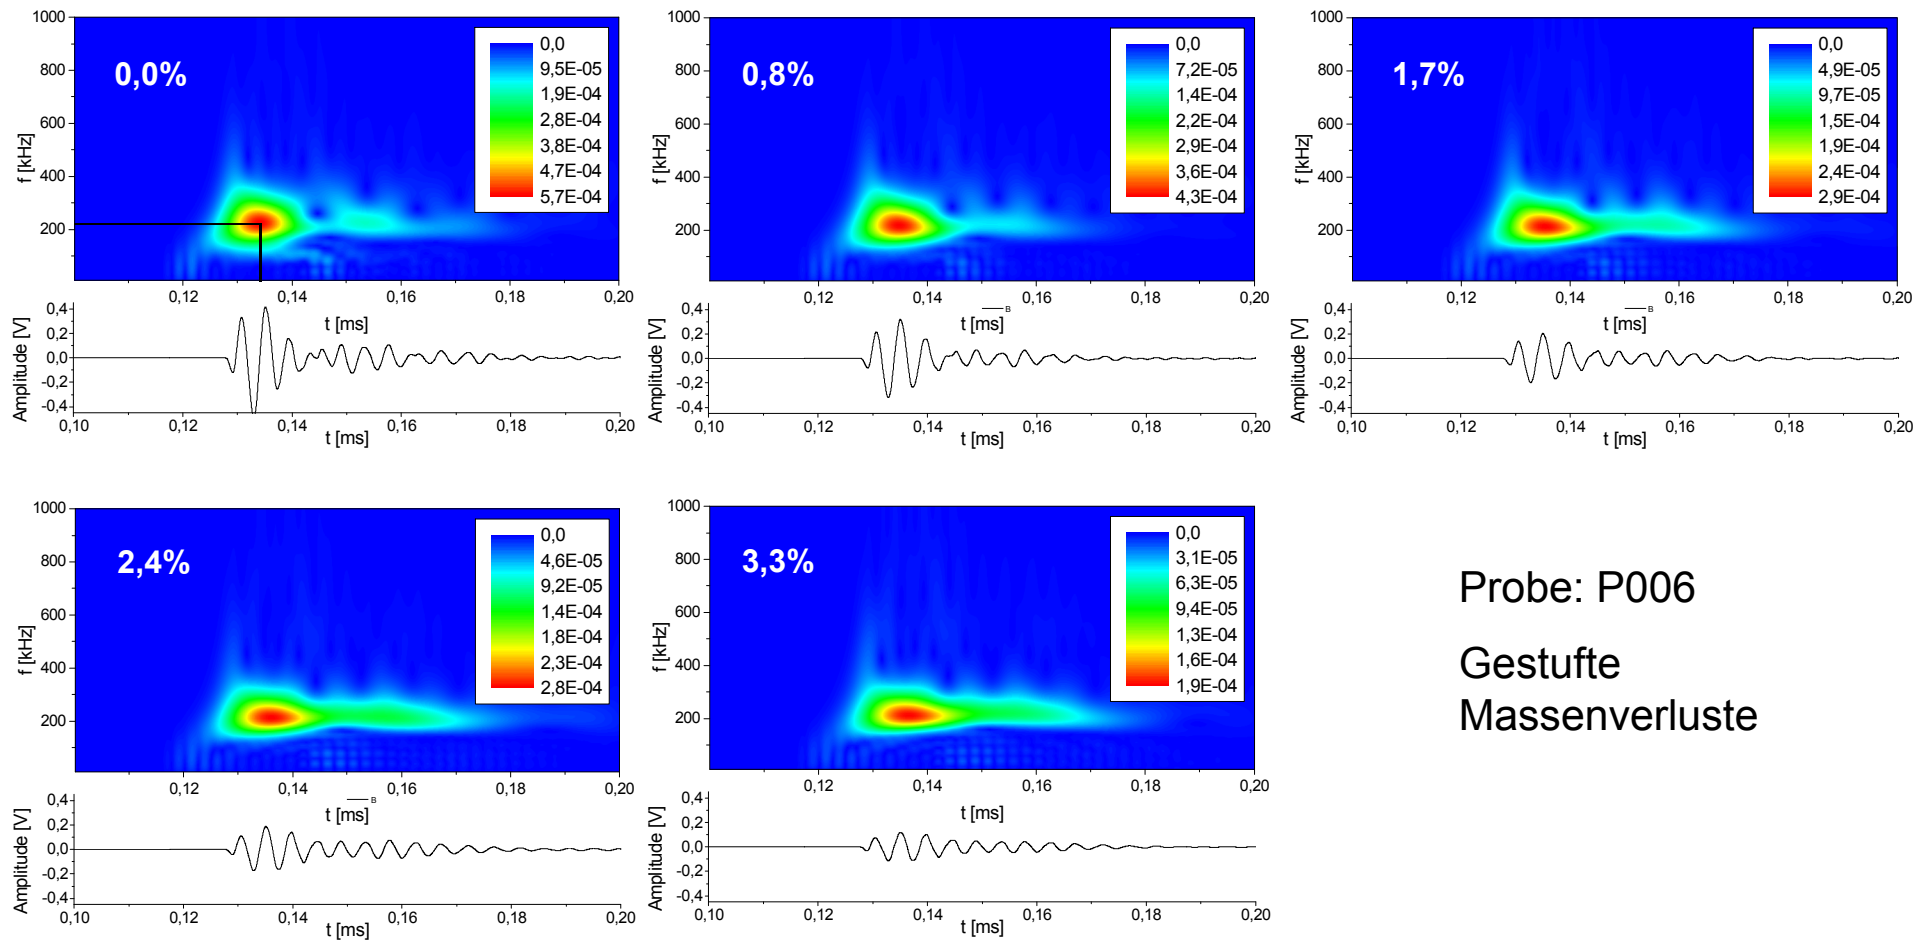 1000
800
600
400
200
f [kHz]
0,0%
0,0
9,5E-05
1,9E-04
2,8E-04
3,8E-04
4,7E-04
5,7E-04
0,12
0,14
0,16
0,18
0,20
t [ms]
0,4
0,2
0,0
-0,2
-0,4
Amplitude [V]
0,10
0,12
0,14
0,16
0,18
0,20
t [ms]
1000
800
600
400
200
f [kHz]
0,8%
0,0
7,2E-05
1,4E-04
2,2E-04
2,9E-04
3,6E-04
4,3E-04
0,12
0,14
0,16
0,18
0,20
B
t [ms]
0,4
0,2
0,0
-0,2
-0,4
Amplitude [V]
0,10
0,12
0,14
0,16
0,18
0,20
t [ms]
1000
800
600
400
200
f [kHz]
1,7%
0,0
4,9E-05
9,7E-05
1,5E-04
1,9E-04
2,4E-04
2,9E-04
0,12
0,14
0,16
0,18
0,20
B
t [ms]
0,4
0,2
0,0
-0,2
-0,4
Amplitude [V]
0,10
0,12
0,14
0,16
0,18
0,20
t [ms]
1000
800
600
400
200
f [kHz]
2,4%
0,0
4,6E-05
9,2E-05
1,4E-04
1,8E-04
2,3E-04
2,8E-04
0,12
0,14
0,16
0,18
0,20
B
t [ms]
0,4
0,2
0,0
-0,2
-0,4
Amplitude [V]
0,10
0,12
0,14
0,16
0,18
0,20
t [ms]
1000
800
600
400
200
f [kHz]
3,3%
0,0
3,1E-05
6,3E-05
9,4E-05
1,3E-04
1,6E-04
1,9E-04
0,12
0,14
0,16
0,18
0,20
t [ms]
0,4
0,2
0,0
-0,2
-0,4
Amplitude [V]
0,10
0,12
0,14
0,16
0,18
0,20
t [ms]
Probe: P006
Gestufte
Massenverluste